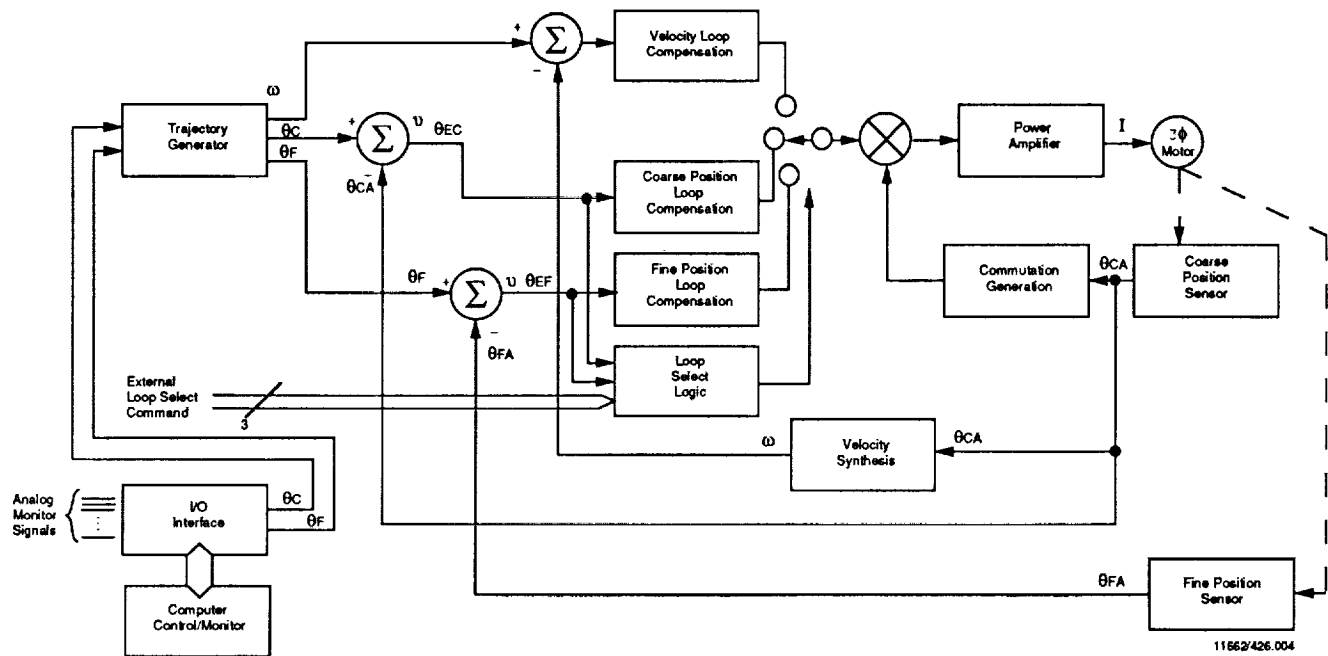 +
Σ
−
Velocity Loop
Compensation
ω
Trajectory
Generator
θC
θF
+
Σ
−
θCA
υ
θEC
Coarse Position
Loop
Compensation
Power
Amplifier
I
3ϕ
Motor
θF
+
Σ
−
θFA
υ θEF
Fine Position
Loop
Compensation
Commutation
Generation
θCA
Coarse
Position
Sensor
External
Loop Select
Command
3
Loop
Select
Logic
ω
Velocity
Synthesis
θCA
Analog
Monitor
Signals
I/O
Interface
θC
θF
Computer
Control/Monitor
θFA
Fine Position
Sensor
11662/426.004